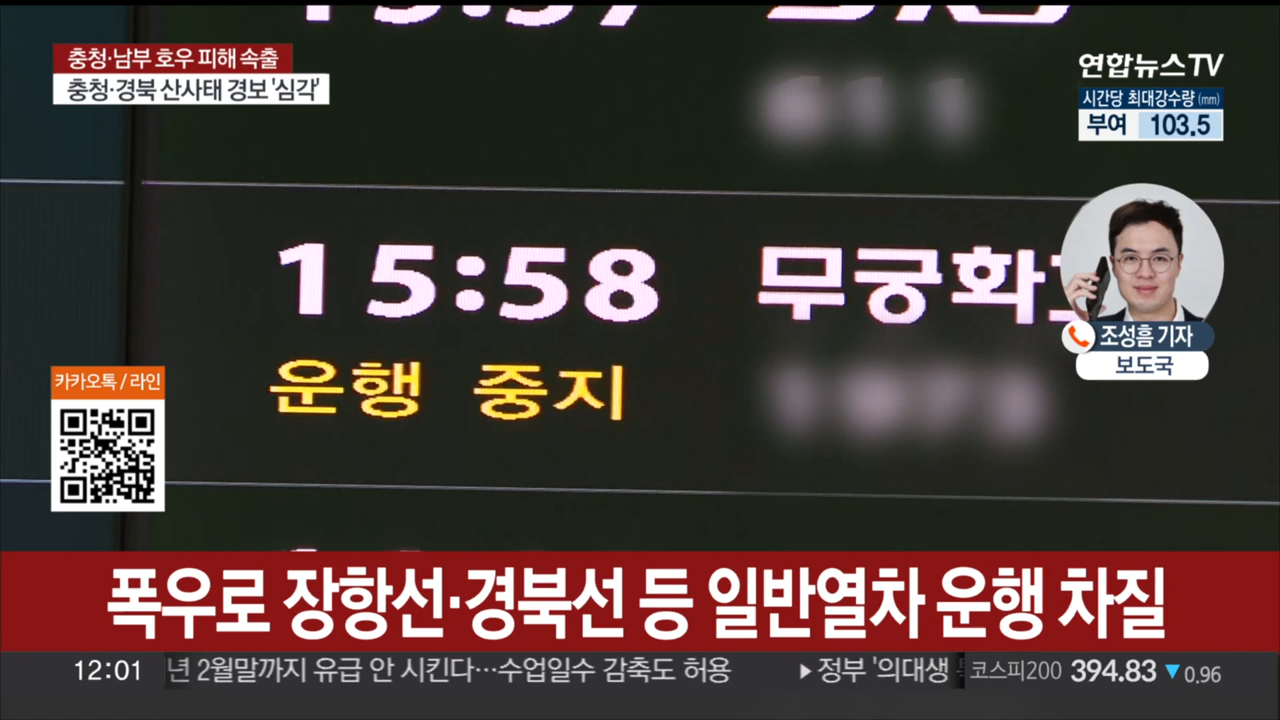 충청·남부 호우 피해 속출
충청·경북 산사태 경보 '심각'
연합뉴스TV
시간당 최대강수량 (mm)
부여 103.5
15:58 무궁화
운행 중지
조성흠 기자
보도국
카카오톡 / 라인
폭우로 장항선·경북선 등 일반열차 운행 차질
12:01 년 2월말까지 유급 안 시킨다…수업일수 감축도 허용 ▶정부 '의대생 코스피200 394.83 ▼0.96